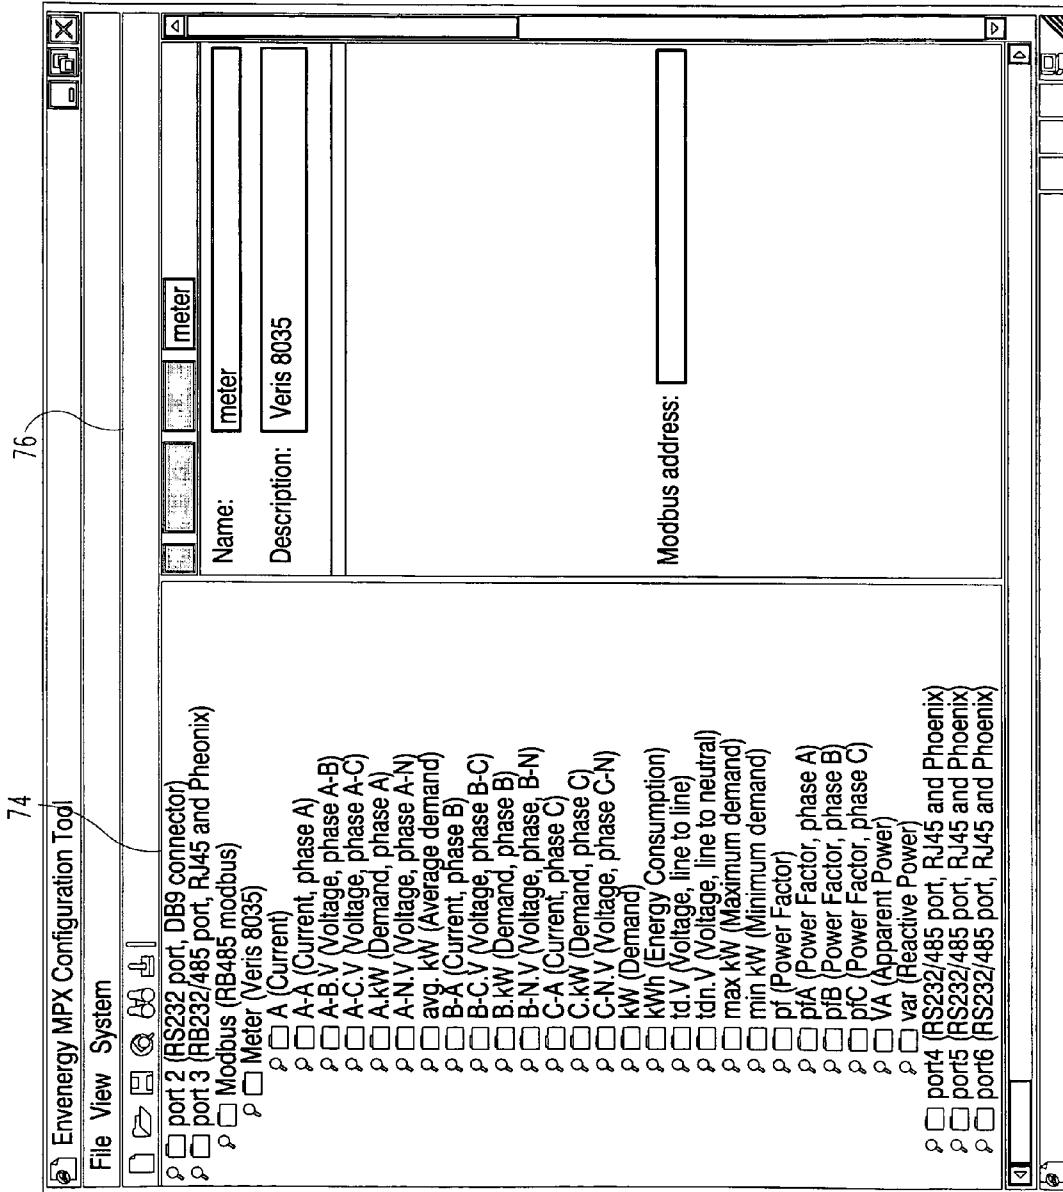 74
76
Envenergy MPX Configuration Tool
File View System
port 2 (RS232 port, DB9 connector)
port 3 (RB232/485 port, RJ45 and Pheonix)
Modbus (RB485 modbus)
Meter (Veris 8035)
A (Current)
A-A (Current, phase A)
A-B.V (Voltage, phase A-B)
A-C.V (Voltage, phase A-C)
A.kW (Demand, phase A)
A-N.V (Voltage, phase A-N)
avg. kW (Average demand)
B-A (Current, phase B)
B-C.V (Voltage, phase B-C)
B.kW (Demand, phase B)
B-N.V (Voltage, phase, B-N)
C-A (Current, phase C)
C.kW (Demand, phase C)
C-N.V (Voltage, phase C-N)
kW (Demand)
kWh (Energy Consumption)
td.V (Voltage, line to line)
tdn.V (Voltage, line to neutral)
max kW (Maximum demand)
min kW (Minimum demand)
pf (Power Factor)
pfA (Power Factor, phase A)
pfB (Power Factor, phase B)
pfC (Power Factor, phase C)
VA (Apparent Power)
var (Reactive Power)
port4 (RS232/485 port, RJ45 and Phoenix)
port5 (RS232/485 port, RJ45 and Phoenix)
port6 (RS232/485 port, RJ45 and Phoenix)
meter
Name: meter
Description: Veris 8035
Modbus address: